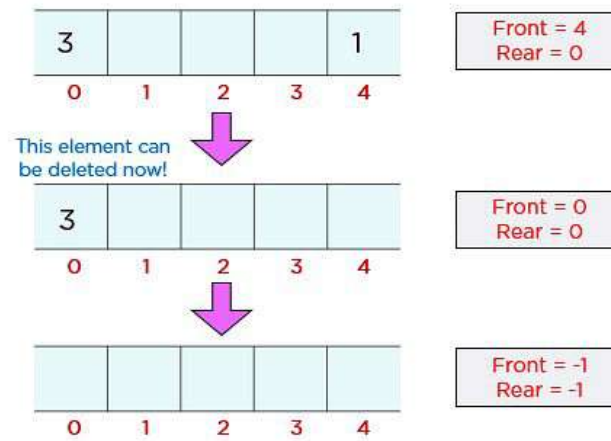 3 1
Front = 4
Rear = 0
0 1 2 3 4
This element can
be deleted now!
3
Front = 0
Rear = 0
0 1 2 3 4
Front = -1
Rear = -1
0 1 2 3 4